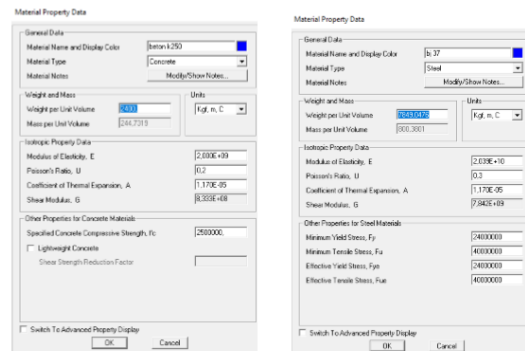 Material Property Data
General Data
Material Name and Display Color
beton k250
Material Type
Concrete
Material Notes
Modify/Show Notes...
Weight and Mass
Units
Weight per Unit Volume
2400,
Kgf, m, C
Mass per Unit Volume
244,7319
Isotropic Property Data
Modulus of Elasticity, E
2,000E+09
Poisson's Ratio, U
0,2
Coefficient of Thermal Expansion, A
1,170E-05
Shear Modulus, G
8,333E+08
Other Properties for Concrete Materials
Specified Concrete Compressive Strength, f'c
2500000,
Lightweight Concrete
Shear Strength Reduction Factor
Switch To Advanced Property Display
OK
Cancel
Material Property Data
General Data
Material Name and Display Color
bj 37
Material Type
Steel
Material Notes
Modify/Show Notes...
Weight and Mass
Units
Weight per Unit Volume
7849,0476
Kgf, m, C
Mass per Unit Volume
800,3801
Isotropic Property Data
Modulus of Elasticity, E
2,039E+10
Poisson's Ratio, U
0,3
Coefficient of Thermal Expansion, A
1,170E-05
Shear Modulus, G
7,842E+09
Other Properties for Steel Materials
Minimum Yield Stress, Fy
24000000
Minimum Tensile Stress, Fu
40000000
Effective Yield Stress, Fye
24000000
Effective Tensile Stress, Fue
40000000
Switch To Advanced Property Display
OK
Cancel